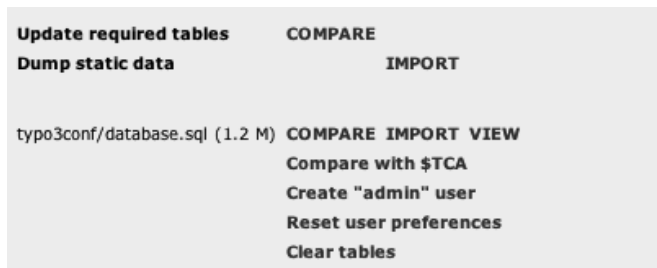 Update required tables COMPARE
Dump static data IMPORT
typo3conf/database.sql (1.2 M) COMPARE IMPORT VIEW
Compare with $TCA
Create "admin" user
Reset user preferences
Clear tables